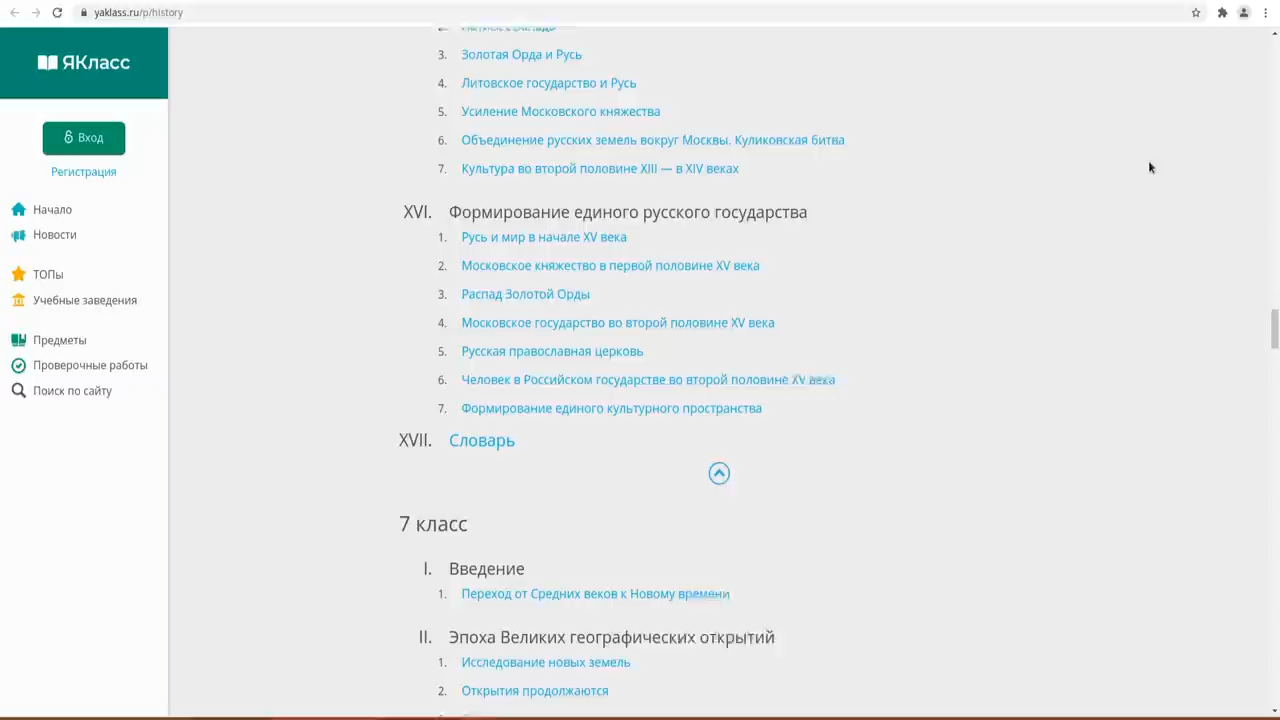 yaklass.ru/p/history
ЯКласс
Вход
Регистрация
Начало
Новости
ТОПы
Учебные заведения
Предметы
Проверочные работы
Поиск по сайту
3. Золотая Орда и Русь
4. Литовское государство и Русь
5. Усиление Московского княжества
6. Объединение русских земель вокруг Москвы. Куликовская битва
7. Культура во второй половине XIII — в XIV веках
XVI. Формирование единого русского государства
1. Русь и мир в начале XV века
2. Московское княжество в первой половине XV века
3. Распад Золотой Орды
4. Московское государство во второй половине XV века
5. Русская православная церковь
6. Человек в Российском государстве во второй половине XV века
7. Формирование единого культурного пространства
XVII. Словарь
7 класс
I. Введение
1. Переход от Средних веков к Новому времени
II. Эпоха Великих географических открытий
1. Исследование новых земель
2. Открытия продолжаются